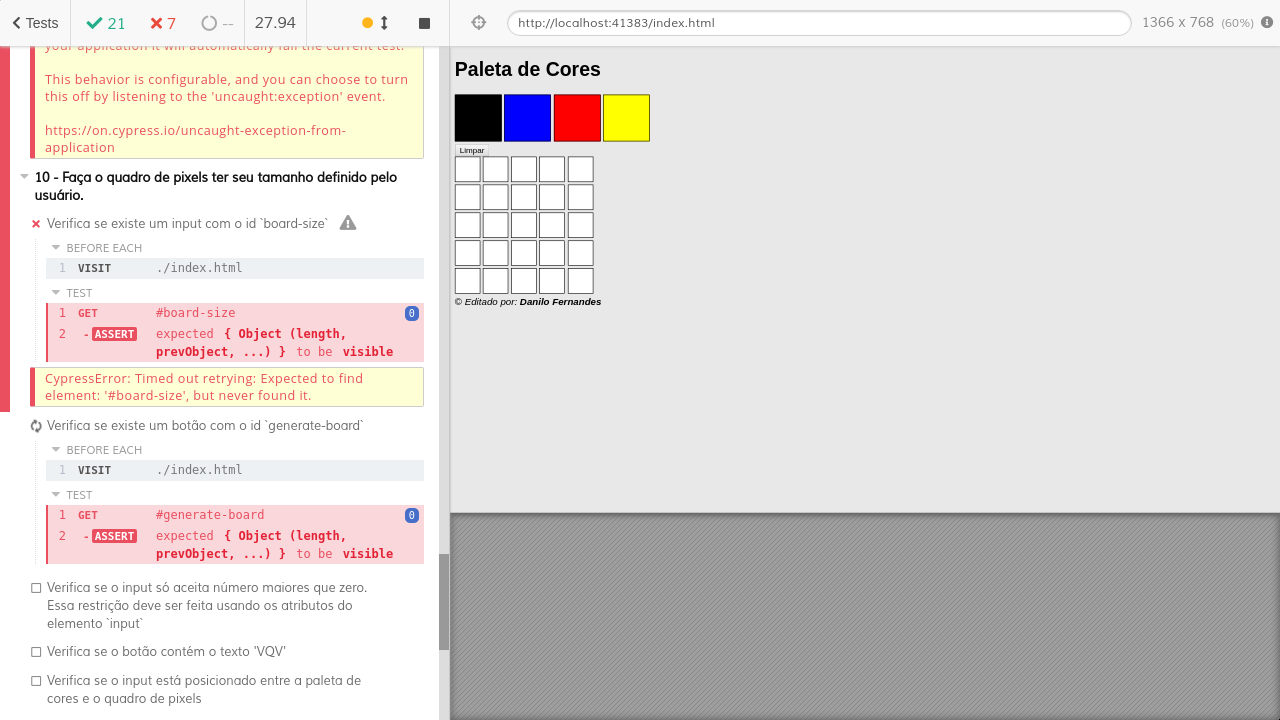 Tests
21
7
--
27.94
http://localhost:41383/index.html
1366 x 768 (60%)
your application it will automatically fail the current test.
This behavior is configurable, and you can choose to turn
this off by listening to the 'uncaught:exception' event.
https://on.cypress.io/uncaught-exception-from-
application
10 - Faça o quadro de pixels ter seu tamanho definido pelo
usuário.
Verifica se existe um input com o id `board-size`
BEFORE EACH
1 VISIT ./index.html
TEST
1 GET #board-size 0
2 - ASSERT expected { Object (length,
prevObject, ...) } to be visible
CypressError: Timed out retrying: Expected to find
element: '#board-size', but never found it.
Verifica se existe um botão com o id `generate-board`
BEFORE EACH
1 VISIT ./index.html
TEST
1 GET #generate-board 0
2 - ASSERT expected { Object (length,
prevObject, ...) } to be visible
Verifica se o input só aceita número maiores que zero.
Essa restrição deve ser feita usando os atributos do
elemento `input`
Verifica se o botão contém o texto 'VQV'
Verifica se o input está posicionado entre a paleta de
cores e o quadro de pixels
Paleta de Cores
Limpar
© Editado por: Danilo Fernandes